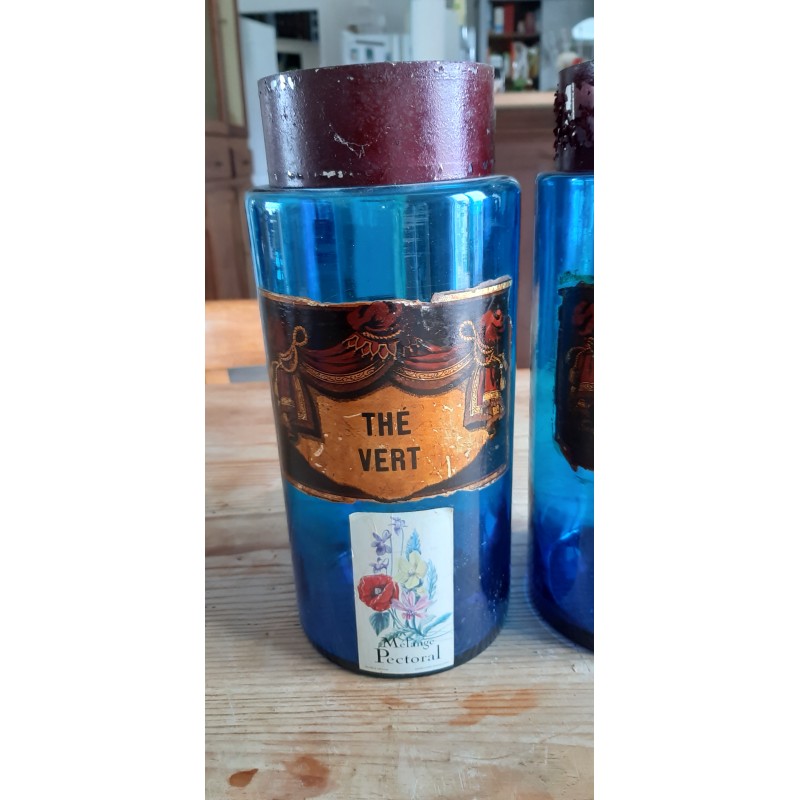 THÉ
VERT
Mélange
Pectoral